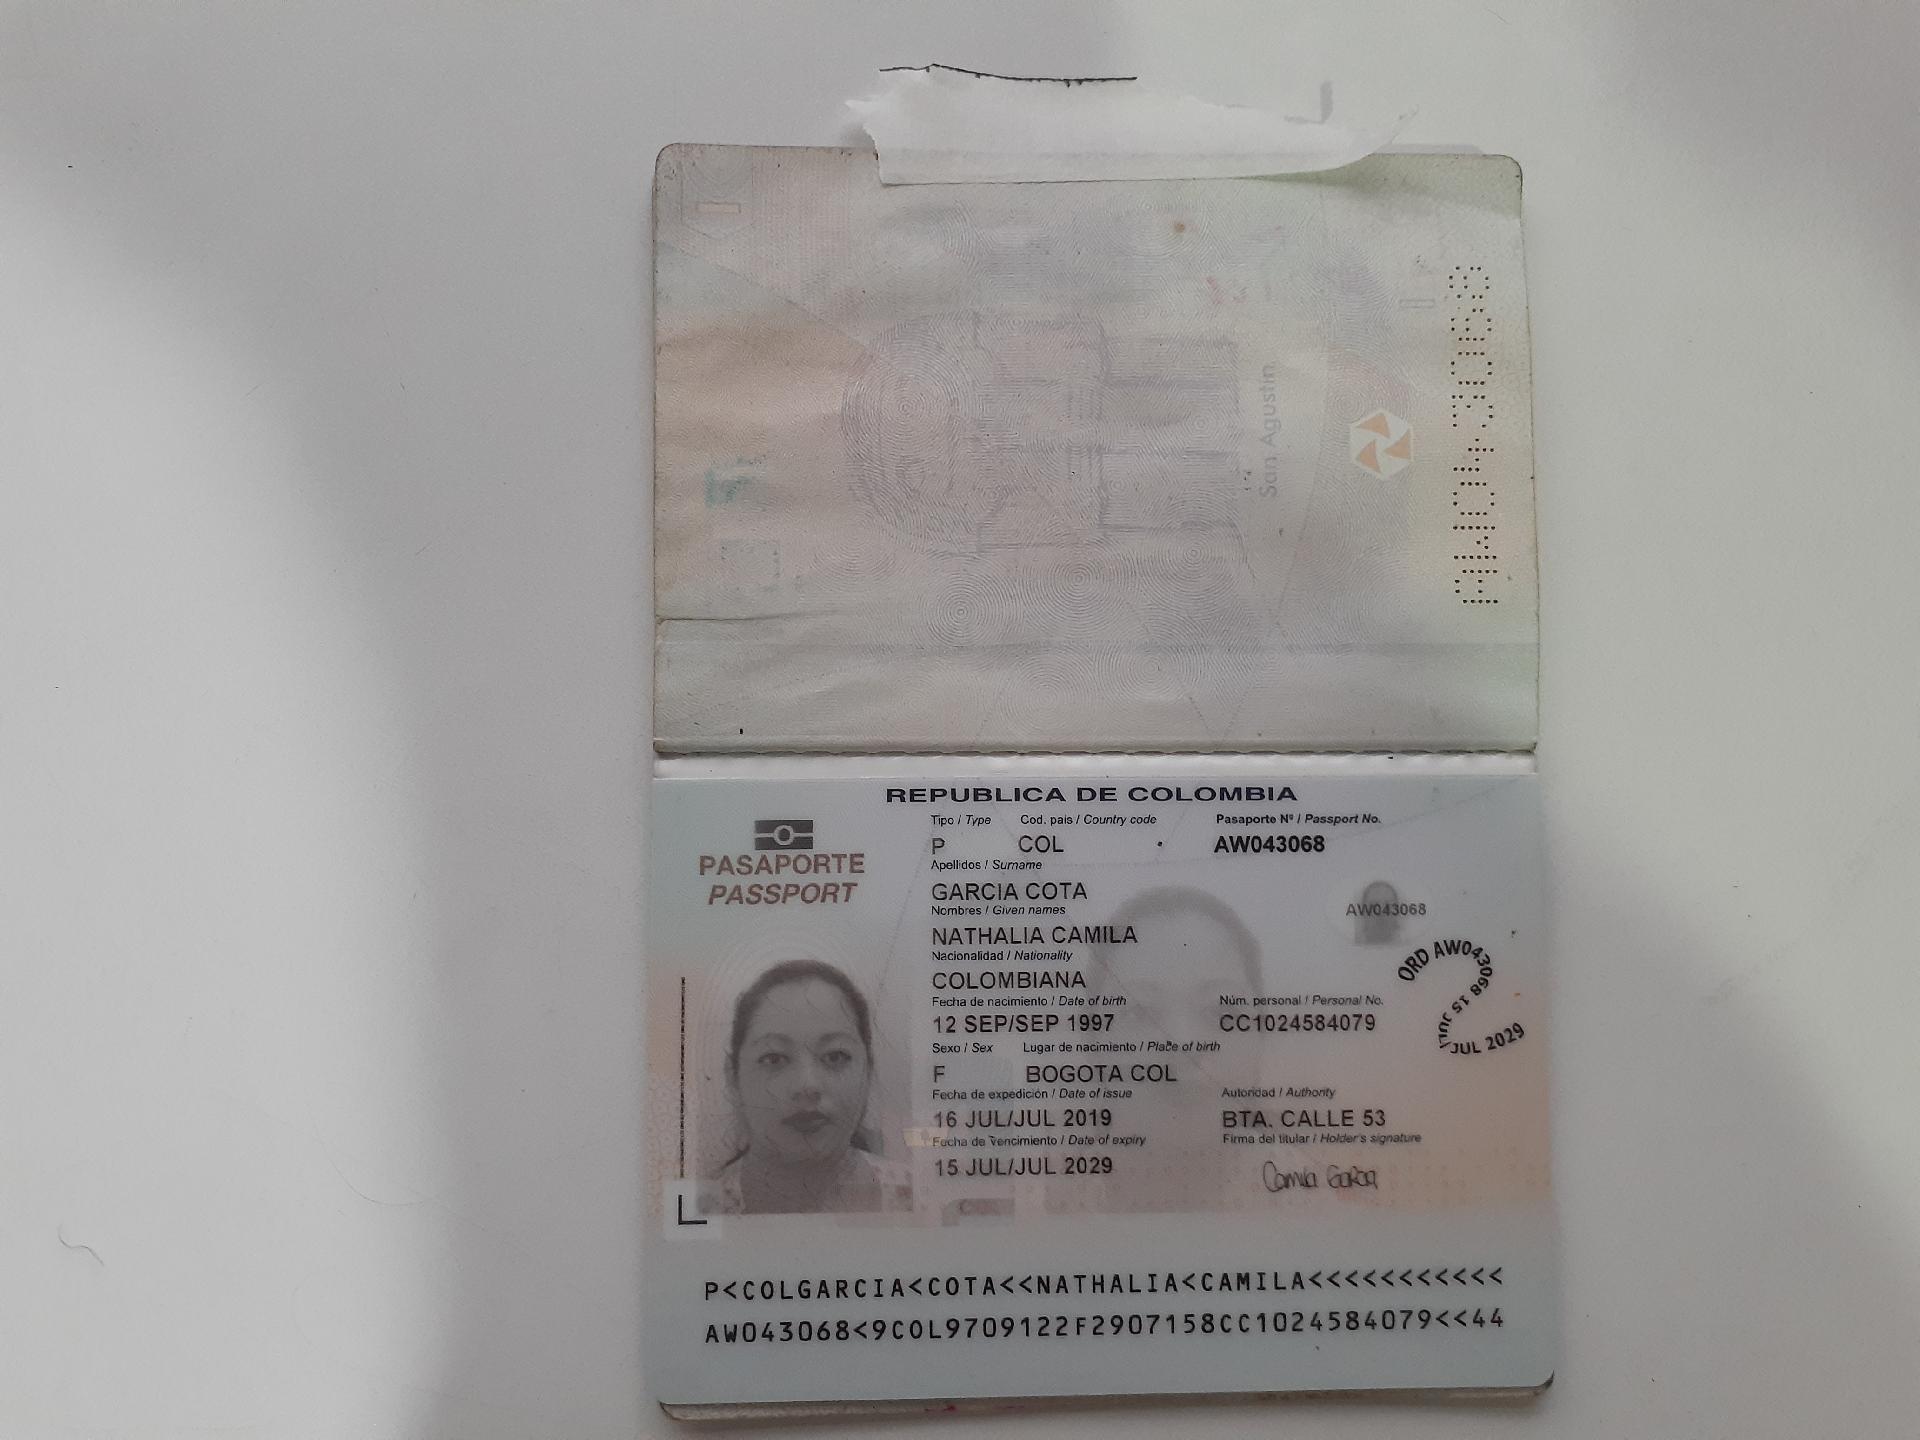 San Agustín
AW043068
REPUBLICA DE COLOMBIA
PASAPORTE
PASSPORT
Tipo / Type Cod. pais / Country code Pasaporte Nº / Passport No.
P COL AW043068
Apellidos / Surname
GARCIA COTA
Nombres / Given names
AW043068
NATHALIA CAMILA
Nacionalidad / Nationality
COLOMBIANA
ORD AW043068 15 JUL/JUL 2029
Fecha de nacimiento / Date of birth Núm. personal / Personal No.
12 SEP/SEP 1997 CC1024584079
Sexo / Sex Lugar de nacimiento / Place of birth
F BOGOTA COL
Fecha de expedición / Date of issue Autoridad / Authority
16 JUL/JUL 2019 BTA. CALLE 53
Fecha de Vencimiento / Date of expiry Firma del titular / Holder's signature
15 JUL/JUL 2029 Camila Garcia
P<COLGARCIA<COTA<<NATHALIA<CAMILA<<<<<<<<<<<
AW043068<9COL9709122F2907158CC1024584079<<44